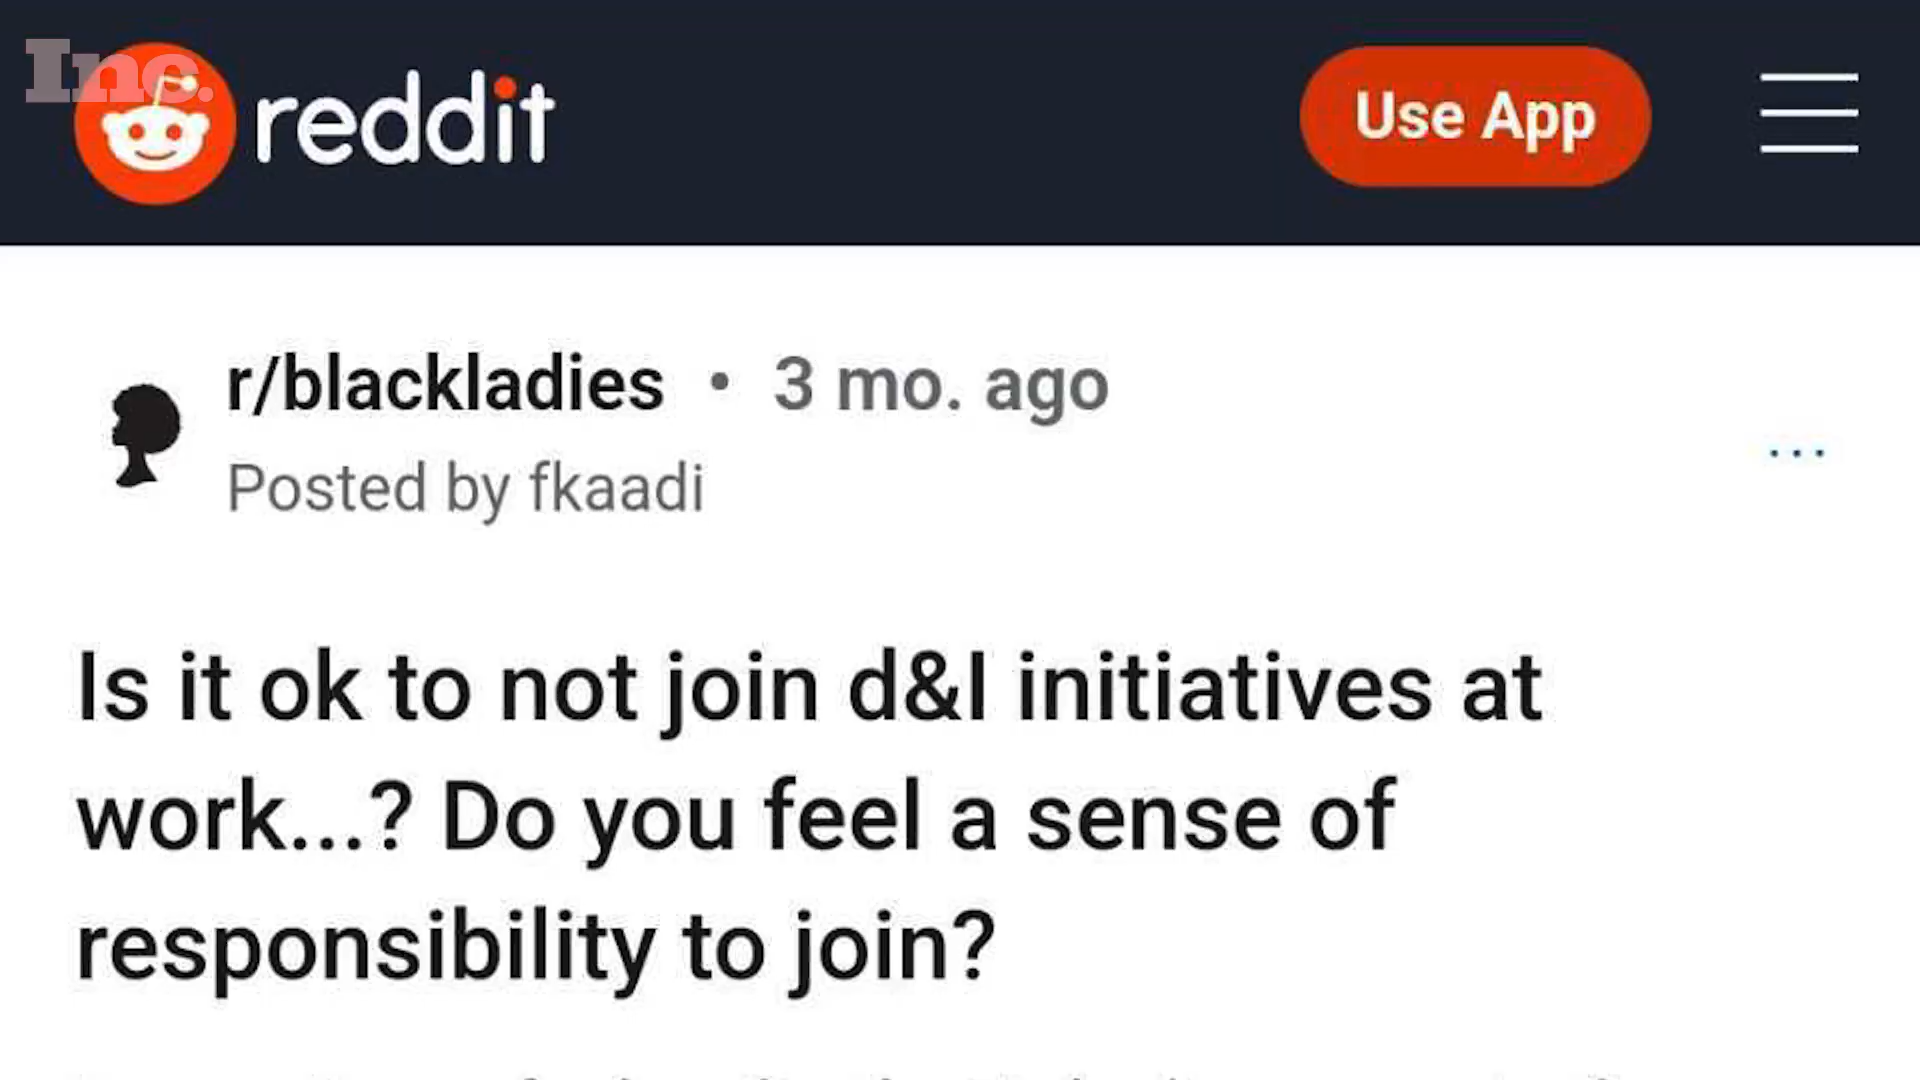 Inc.
reddit
Use App
r/blackladies • 3 mo. ago
Posted by fkaadi
...
Is it ok to not join d&I initiatives at
work...? Do you feel a sense of
responsibility to join?